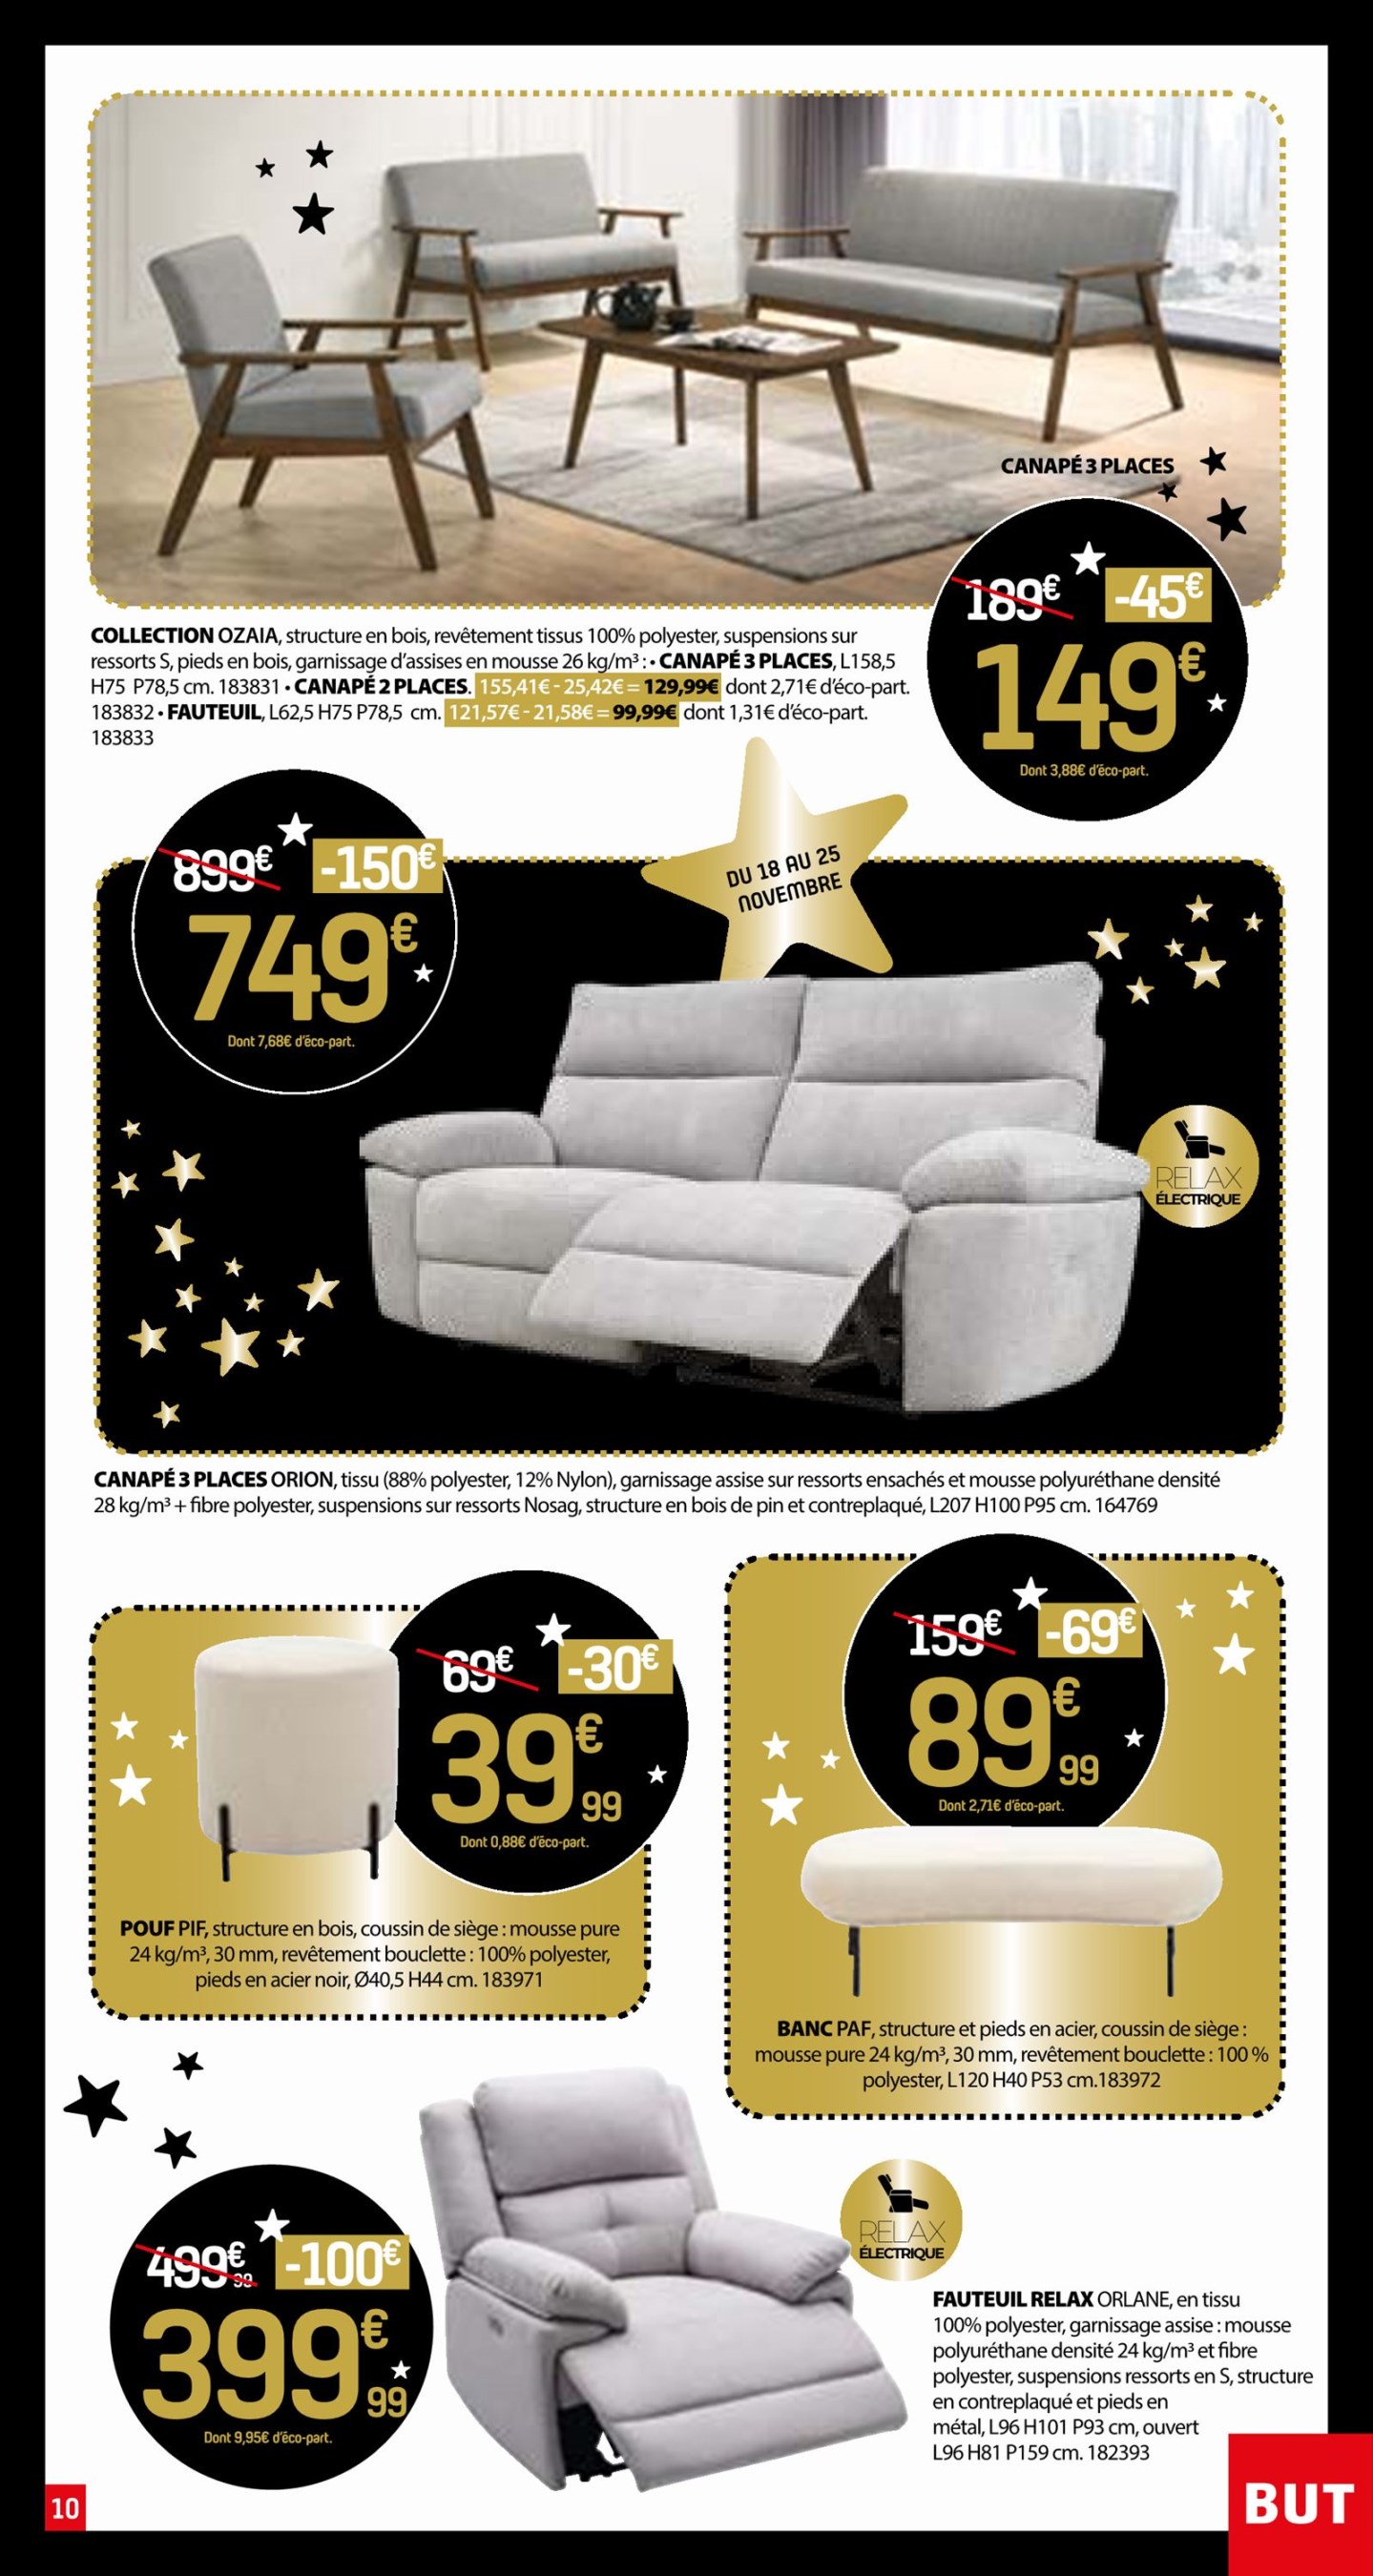 CANAPÉ 3 PLACES
189€ -45€
149€
Dont 3,88€ d'éco-part.
COLLECTION OZAIA, structure en bois, revêtement tissus 100% polyester, suspensions sur
ressorts S, pieds en bois, garnissage d'assises en mousse 26 kg/m³ : • CANAPÉ 3 PLACES, L158,5
H75 P78,5 cm. 183831 • CANAPÉ 2 PLACES. 155,41€ - 25,42€ = 129,99€ dont 2,71€ d'éco-part.
183832 • FAUTEUIL, L62,5 H75 P78,5 cm. 121,57€ - 21,58€ = 99,99€ dont 1,31€ d'éco-part.
183833
899€ -150€
749€
Dont 7,68€ d'éco-part.
DU 18 AU 25
NOVEMBRE
RELAX
ÉLECTRIQUE
CANAPÉ 3 PLACES ORION, tissu (88% polyester, 12% Nylon), garnissage assise sur ressorts ensachés et mousse polyuréthane densité
28 kg/m³ + fibre polyester, suspensions sur ressorts Nosag, structure en bois de pin et contreplaqué, L207 H100 P95 cm. 164769
69€ -30€
39€99
Dont 0,88€ d'éco-part.
POUF PIF, structure en bois, coussin de siège : mousse pure
24 kg/m³, 30 mm, revêtement bouclette : 100% polyester,
pieds en acier noir, Ø40,5 H44 cm. 183971
159€ -69€
89€99
Dont 2,71€ d'éco-part.
BANC PAF, structure et pieds en acier, coussin de siège :
mousse pure 24 kg/m³, 30 mm, revêtement bouclette : 100 %
polyester, L120 H40 P53 cm.183972
499€99 -100€
399€99
Dont 9,95€ d'éco-part.
RELAX
ÉLECTRIQUE
FAUTEUIL RELAX ORLANE, en tissu
100% polyester, garnissage assise : mousse
polyuréthane densité 24 kg/m³ et fibre
polyester, suspensions ressorts en S, structure
en contreplaqué et pieds en
métal, L96 H101 P93 cm, ouvert
L96 H81 P159 cm. 182393
10
BUT